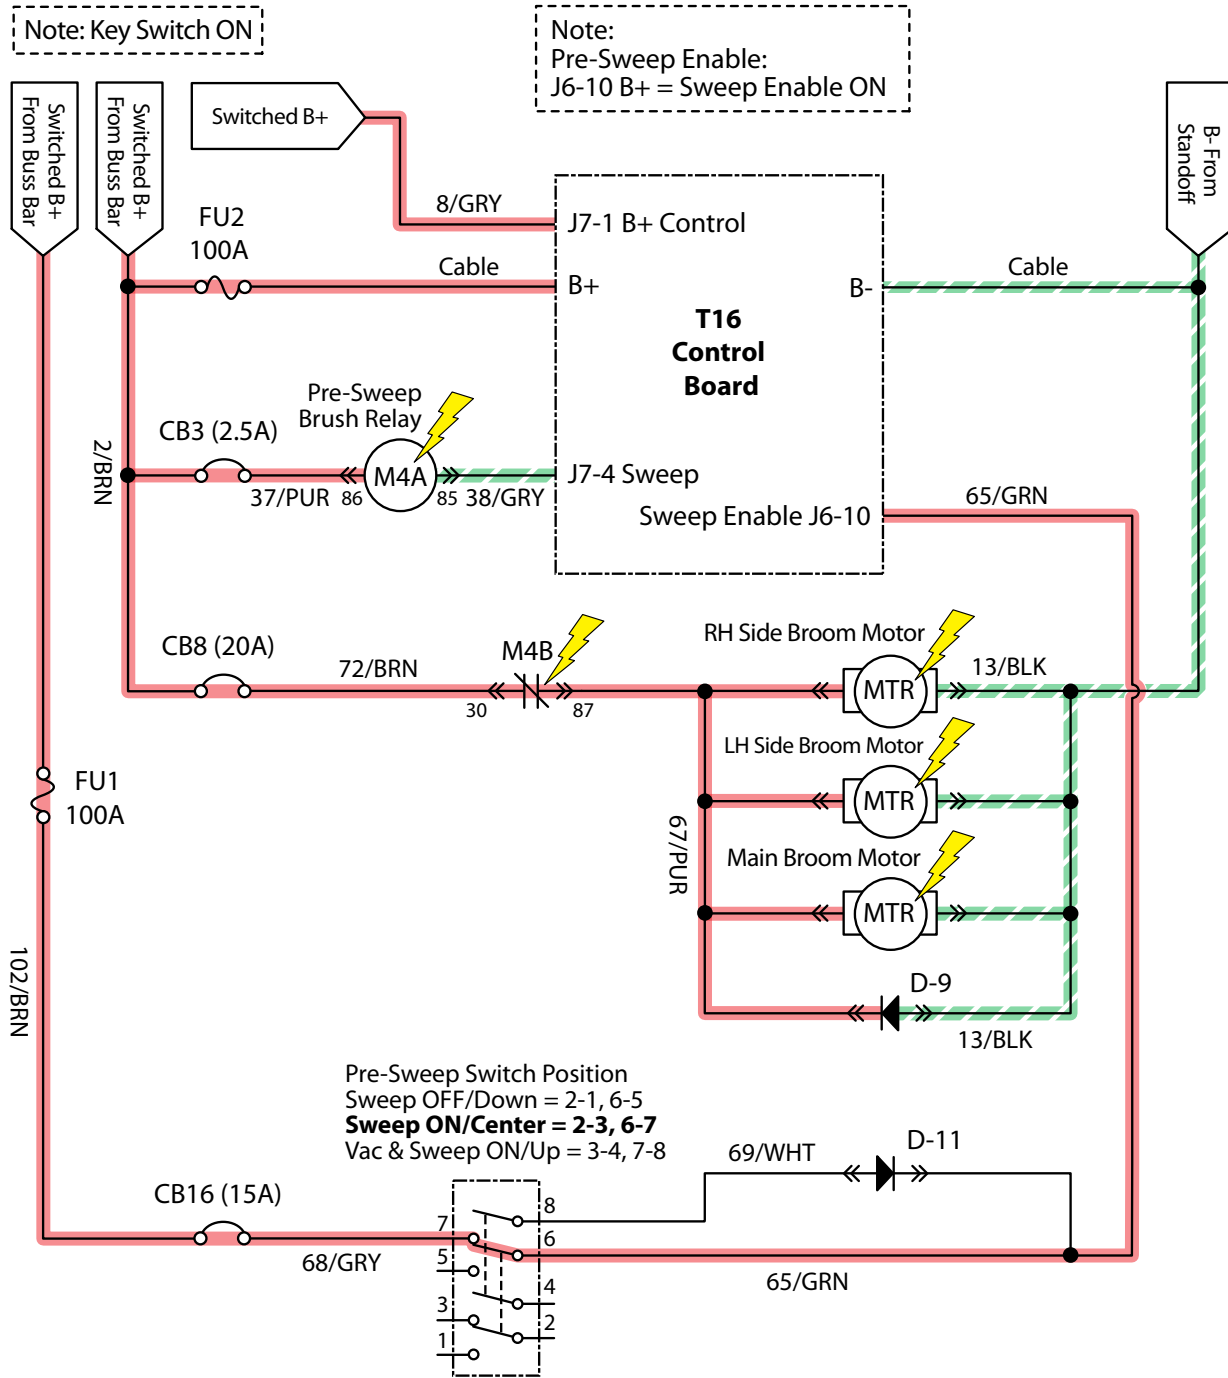 Note: Key Switch ON
Note:
Pre-Sweep Enable:
J6-10 B+ = Sweep Enable ON
Switched B+
From Buss Bar
Switched B+
From Buss Bar
Switched B+
B- From
Standoff
8/GRY
J7-1 B+ Control
FU2
100A
Cable
B+
B-
Cable
T16
Control
Board
Pre-Sweep
Brush Relay
CB3 (2.5A)
2/BRN
M4A
J7-4 Sweep
37/PUR
86
85
38/GRY
65/GRN
Sweep Enable J6-10
RH Side Broom Motor
CB8 (20A)
72/BRN
M4B
13/BLK
MTR
30
87
LH Side Broom Motor
FU1
100A
MTR
67/PUR
Main Broom Motor
MTR
102/BRN
D-9
13/BLK
Pre-Sweep Switch Position
Sweep OFF/Down = 2-1, 6-5
Sweep ON/Center = 2-3, 6-7
Vac & Sweep ON/Up = 3-4, 7-8
69/WHT
D-11
CB16 (15A)
8
7
6
68/GRY
5
65/GRN
4
3
2
1